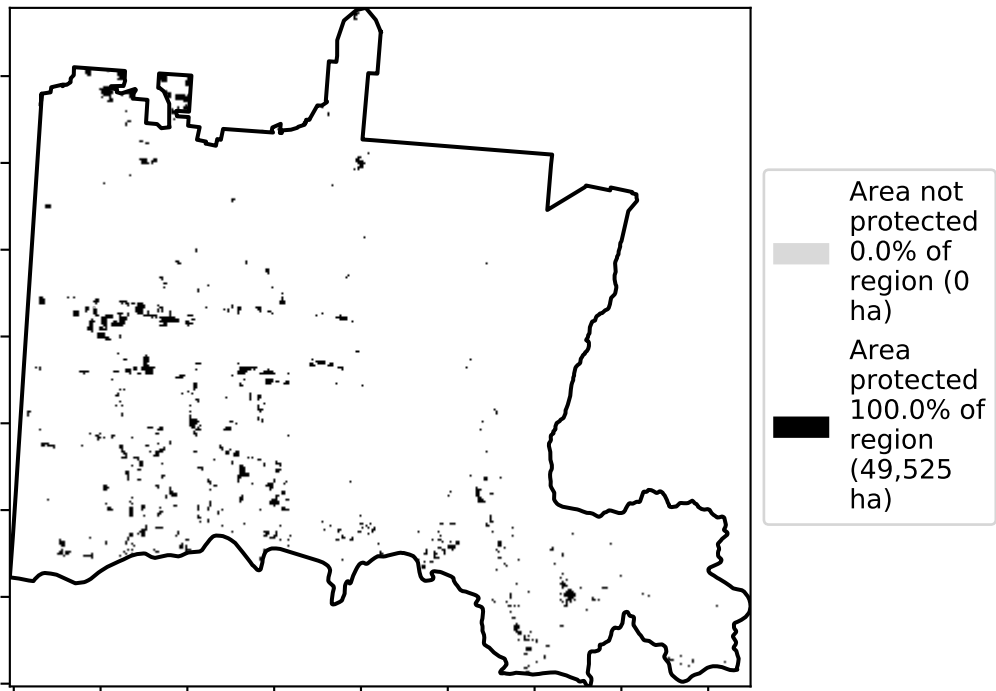 Area not
protected
0.0% of
region (0
ha)
Area
protected
100.0% of
region
(49,525
ha)